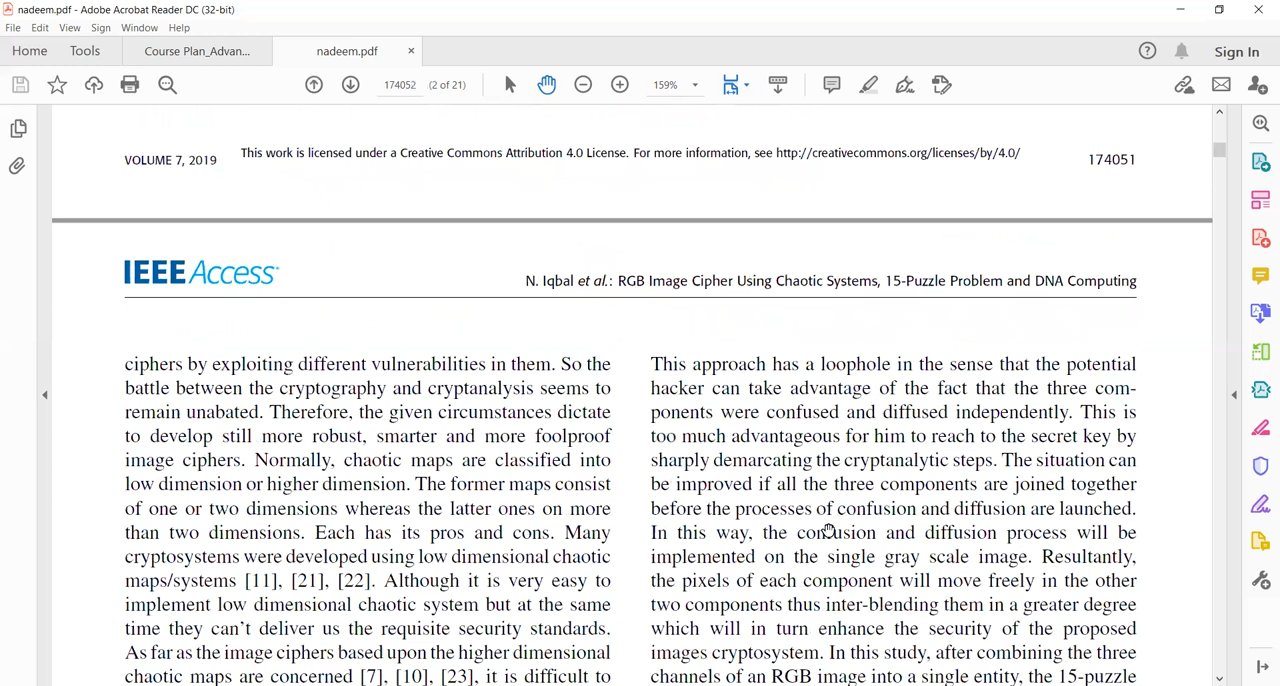 nadeem.pdf - Adobe Acrobat Reader DC (32-bit)
File Edit View Sign Window Help
Home Tools Course Plan_Advan... nadeem.pdf × Sign In
174052 (2 of 21) 159%
VOLUME 7, 2019 This work is licensed under a Creative Commons Attribution 4.0 License. For more information, see http://creativecommons.org/licenses/by/4.0/ 174051
IEEE Access N. Iqbal et al.: RGB Image Cipher Using Chaotic Systems, 15-Puzzle Problem and DNA Computing
ciphers by exploiting different vulnerabilities in them. So the
battle between the cryptography and cryptanalysis seems to
remain unabated. Therefore, the given circumstances dictate
to develop still more robust, smarter and more foolproof
image ciphers. Normally, chaotic maps are classified into
low dimension or higher dimension. The former maps consist
of one or two dimensions whereas the latter ones on more
than two dimensions. Each has its pros and cons. Many
cryptosystems were developed using low dimensional chaotic
maps/systems [11], [21], [22]. Although it is very easy to
implement low dimensional chaotic system but at the same
time they can't deliver us the requisite security standards.
As far as the image ciphers based upon the higher dimensional
chaotic maps are concerned [7], [10], [23], it is difficult to
This approach has a loophole in the sense that the potential
hacker can take advantage of the fact that the three com-
ponents were confused and diffused independently. This is
too much advantageous for him to reach to the secret key by
sharply demarcating the cryptanalytic steps. The situation can
be improved if all the three components are joined together
before the processes of confusion and diffusion are launched.
In this way, the confusion and diffusion process will be
implemented on the single gray scale image. Resultantly,
the pixels of each component will move freely in the other
two components thus inter-blending them in a greater degree
which will in turn enhance the security of the proposed
images cryptosystem. In this study, after combining the three
channels of an RGB image into a single entity, the 15-puzzle